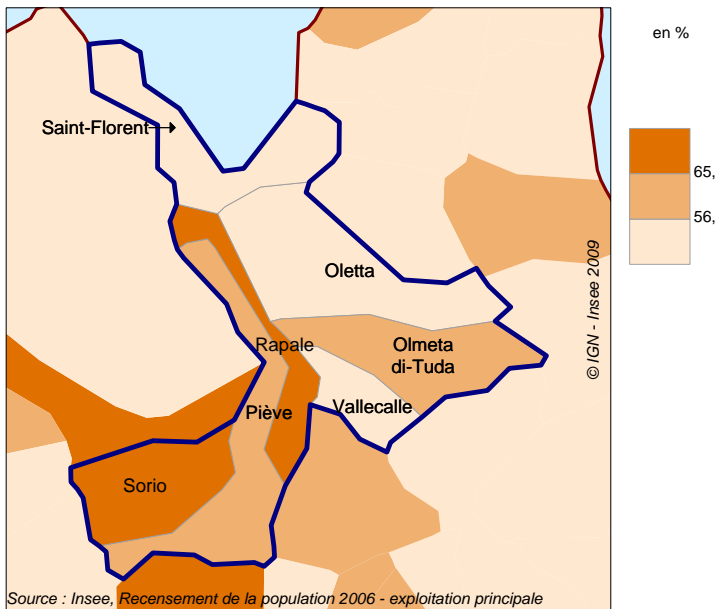 en %
Saint-Florent
65,
56,
Oletta
© IGN - Insee 2009
Rapale
Olmeta
di-Tuda
Piève
Vallecalle
Sorio
Source : Insee, Recensement de la population 2006 - exploitation principale